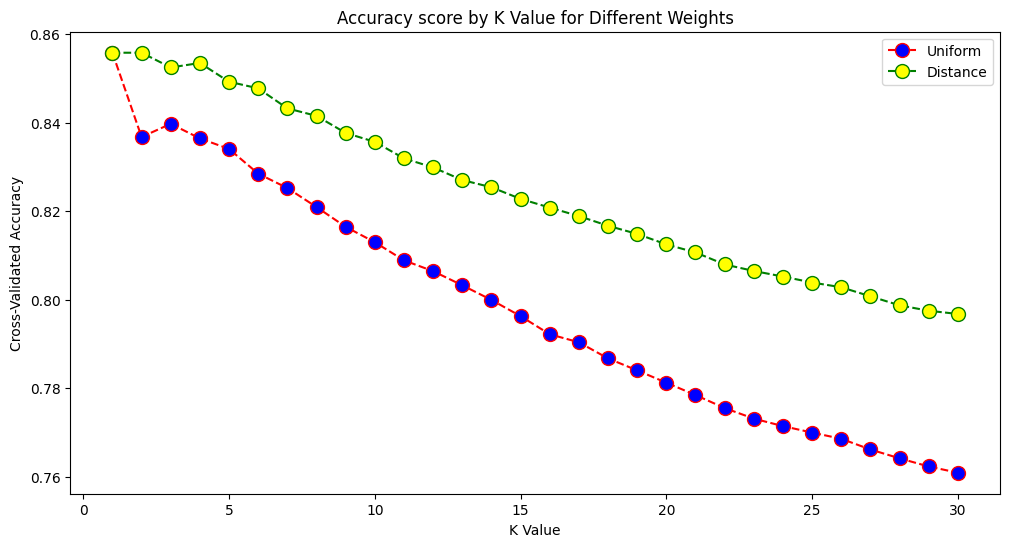 Accuracy score by K Value for Different Weights
Uniform
Distance
Cross-Validated Accuracy
0.86
0.84
0.82
0.80
0.78
0.76
0 5 10 15 20 25 30
K Value